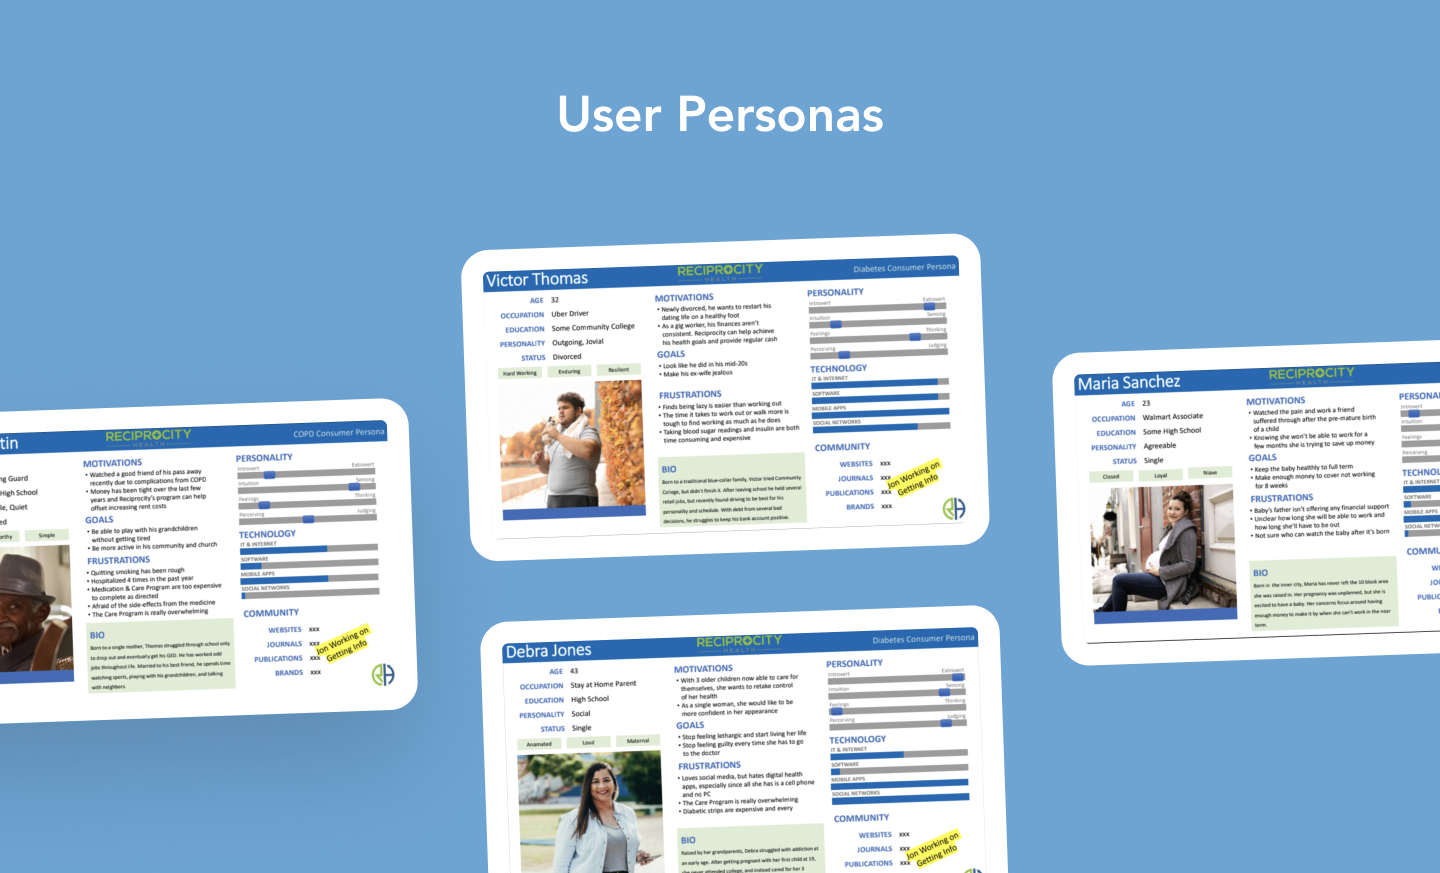 User Personas
Victor Thomas
RECIPROCITY
HEALTH
Diabetes Consumer Persona
AGE 32
OCCUPATION Uber Driver
EDUCATION Some Community College
PERSONALITY Outgoing, Jovial
STATUS Divorced
Hard Working Enduring Resilient
MOTIVATIONS
• Newly divorced, he wants to restart his
dating life on a healthy foot
• As a gig worker, his finances aren't
consistent. Reciprocity can help achieve
his health goals and provide regular cash
GOALS
• Look like he did in his mid-20s
• Make his ex-wife jealous
FRUSTRATIONS
• Finds being lazy is easier than working out
• The time it takes to work out or walk more is
tough to find working as much as he does
• Taking blood sugar readings and insulin are both
time consuming and expensive
BIO
Born to a traditional blue-collar family, Victor tried Community
College, but didn't finish it. After leaving school he held several
retail jobs, but recently found driving to be best for his
personality and schedule. With debt from several bad
decisions, he struggles to keep his bank account positive.
PERSONALITY
Introvert Extrovert
Intuition Sensing
Feelings Thinking
Perceiving Judging
TECHNOLOGY
IT & INTERNET
SOFTWARE
MOBILE APPS
SOCIAL NETWORKS
COMMUNITY
WEBSITES xxx
JOURNALS xxx
PUBLICATIONS xxx
BRANDS xxx
Jon Working on
Getting Info
RH
tin
RECIPROCITY
HEALTH
COPD Consumer Persona
ng Guard
High School
le, Quiet
ed
orthy Simple
MOTIVATIONS
• Watched a good friend of his pass away
recently due to complications from COPD
• Money has been tight over the last few
years and Reciprocity's program can help
offset increasing rent costs
GOALS
• Be able to play with his grandchildren
without getting tired
• Be more active in his community and church
FRUSTRATIONS
• Quitting smoking has been rough
• Hospitalized 4 times in the past year
• Medication & Care Program are too expensive
to complete as directed
• Afraid of the side-effects from the medicine
• The Care Program is really overwhelming
BIO
Born to a single mother, Thomas struggled through school only
to drop out and eventually get his GED. He has worked odd
jobs throughout life. Married to his best friend, he spends time
watching sports, playing with his grandchildren, and talking
with neighbors.
PERSONALITY
Introvert Extrovert
Intuition Sensing
Feelings Thinking
Perceiving Judging
TECHNOLOGY
IT & INTERNET
SOFTWARE
MOBILE APPS
SOCIAL NETWORKS
COMMUNITY
WEBSITES xxx
JOURNALS xxx
PUBLICATIONS xxx
BRANDS xxx
Jon Working on
Getting Info
RH
Maria Sanchez
RECIPROCITY
HEALTH
AGE 23
OCCUPATION Walmart Associate
EDUCATION Some High School
PERSONALITY Agreeable
STATUS Single
Closed Loyal Niave
MOTIVATIONS
• Watched the pain and work a friend
suffered through after the pre-mature birth
of a child
• Knowing she won't be able to work for a
few months she is trying to save up money
GOALS
• Keep the baby healthly to full term
• Make enough money to cover not working
for 8 weeks
FRUSTRATIONS
• Baby's father isn't offering any financial support
• Unclear how long she will be able to work and
how long she'll have to be out
• Not sure who can watch the baby after it's born
BIO
Born in the inner city, Maria has never left the 10 block area
she was raised in. Her pregnancy was unplanned, but she is
excited to have a baby. Her concerns focus around having
enough money to make it by when she can't work in the near
term.
PERSONA
Introvert
Intuition
Feelings
Perceiving
TECHNOL
IT & INTERNET
SOFTWARE
MOBILE APPS
SOCIAL NETWO
COMMU
WE
JOU
PUBLIC
Debra Jones
RECIPROCITY
HEALTH
Diabetes Consumer Persona
AGE 43
OCCUPATION Stay at Home Parent
EDUCATION High School
PERSONALITY Social
STATUS Single
Anamated Loud Maternal
MOTIVATIONS
• With 3 older children now able to care for
themselves, she wants to retake control
of her health
• As a single woman, she would like to be
more confident in her appearance
GOALS
• Stop feeling lethargic and start living her life
• Stop feeling guilty every time she has to go
to the doctor
FRUSTRATIONS
• Loves social media, but hates digital health
apps, especially since all she has is a cell phone
and no PC
• The Care Program is really overwhelming
• Diabetic strips are expensive and every
BIO
Raised by her grandparents, Debra struggled with addiction at
an early age. After getting pregnant with her first child at 19,
she never attended college, and instead cared for her 3
PERSONALITY
Introvert Extrovert
Intuition Sensing
Feelings Thinking
Perceiving Judging
TECHNOLOGY
IT & INTERNET
SOFTWARE
MOBILE APPS
SOCIAL NETWORKS
COMMUNITY
WEBSITES xxx
JOURNALS xxx
PUBLICATIONS xxx
Jon Working on
Getting Info